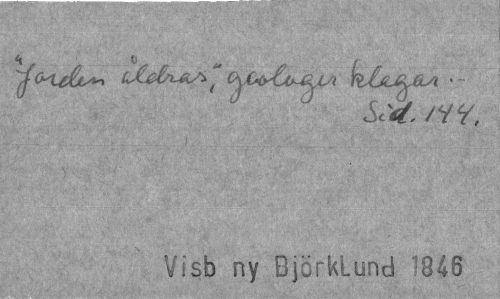 "Jorden åldras", geologer klagar. -
Sid. 144.
Visb ny BjörkLund 1846